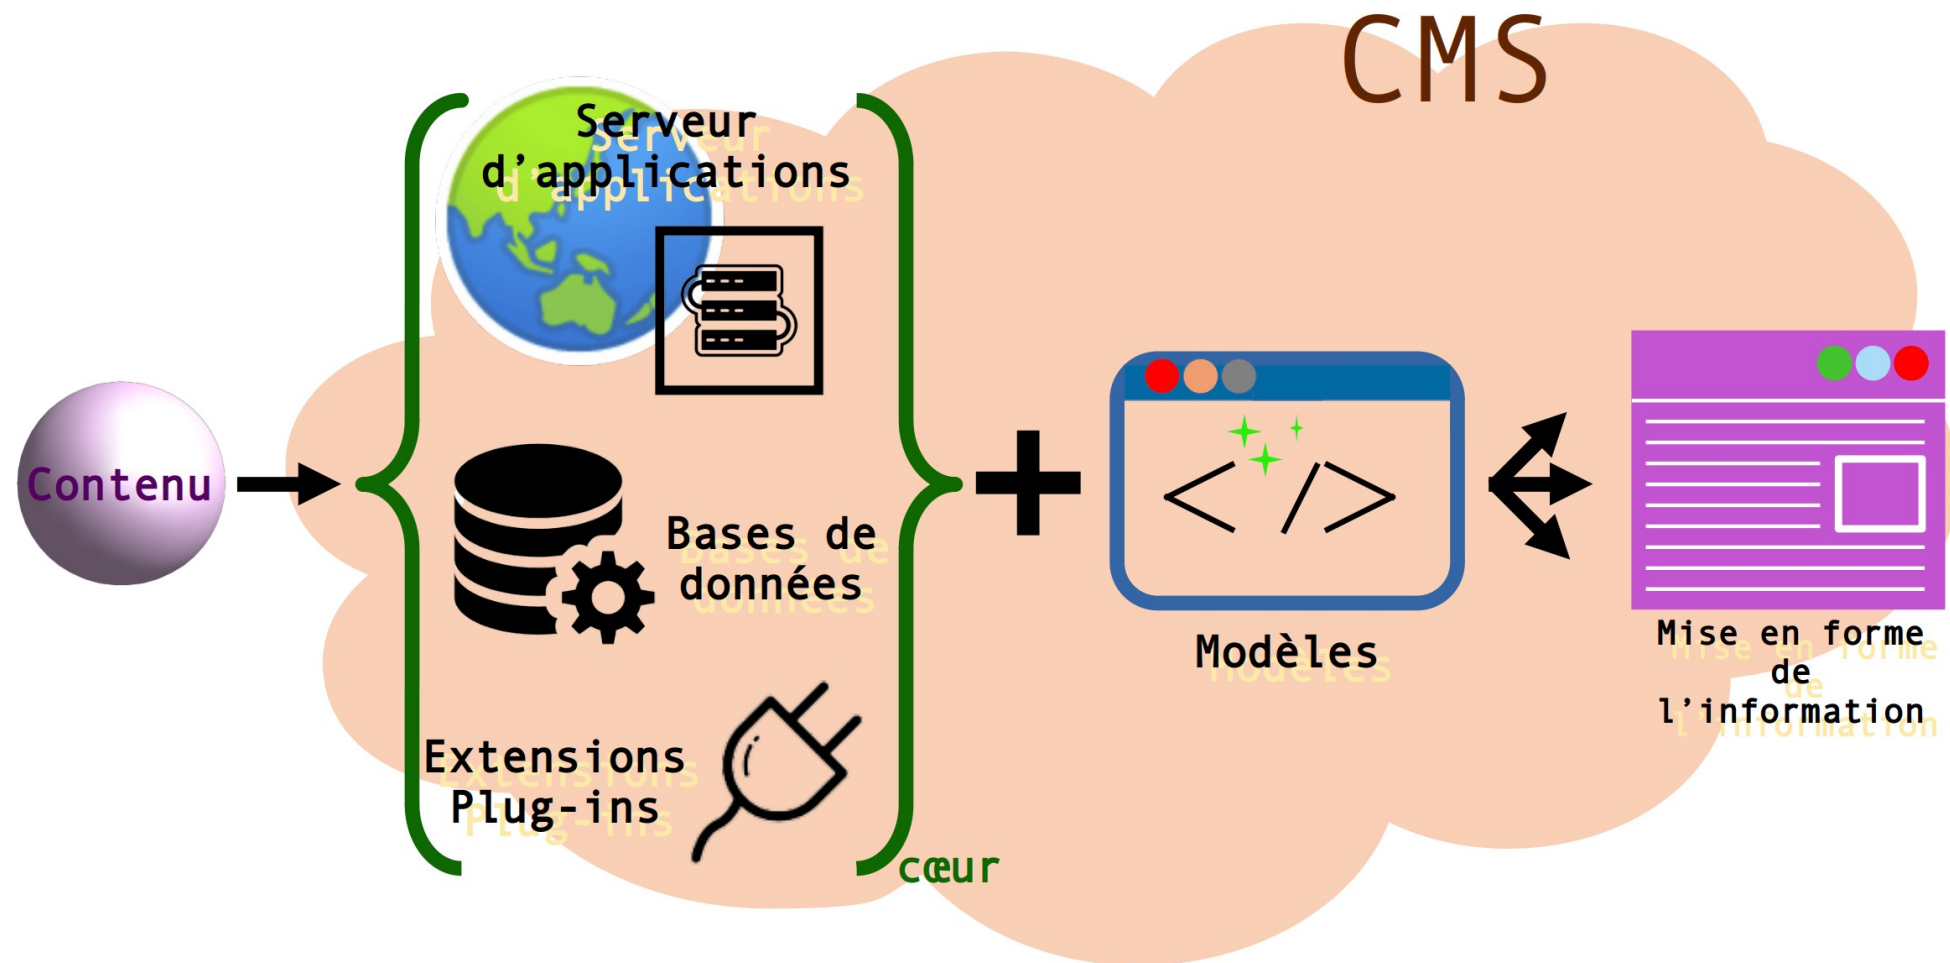 CMS
Serveur
d’applications
Contenu
Bases de
données
Modèles
Mise en forme
de
l’information
Extensions
Plug-ins
cœur